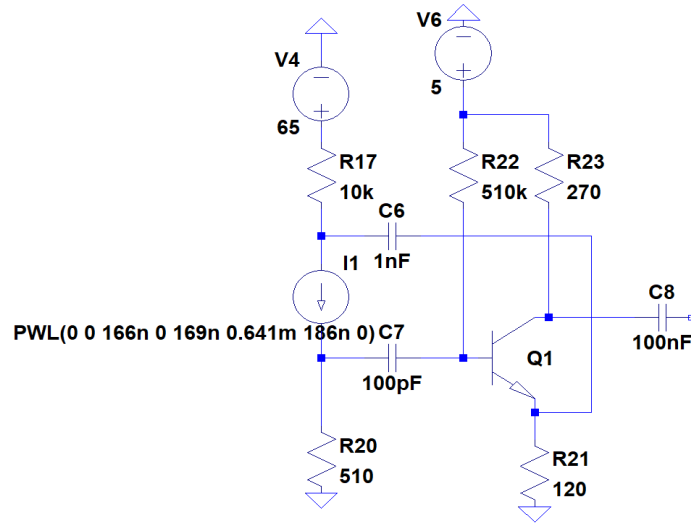 V6
V4
5
65
R17
10k
R22
510k
R23
270
C6
1nF
I1
C8
100nF
PWL(0 0 166n 0 169n 0.641m 186n 0)
C7
100pF
Q1
R20
510
R21
120